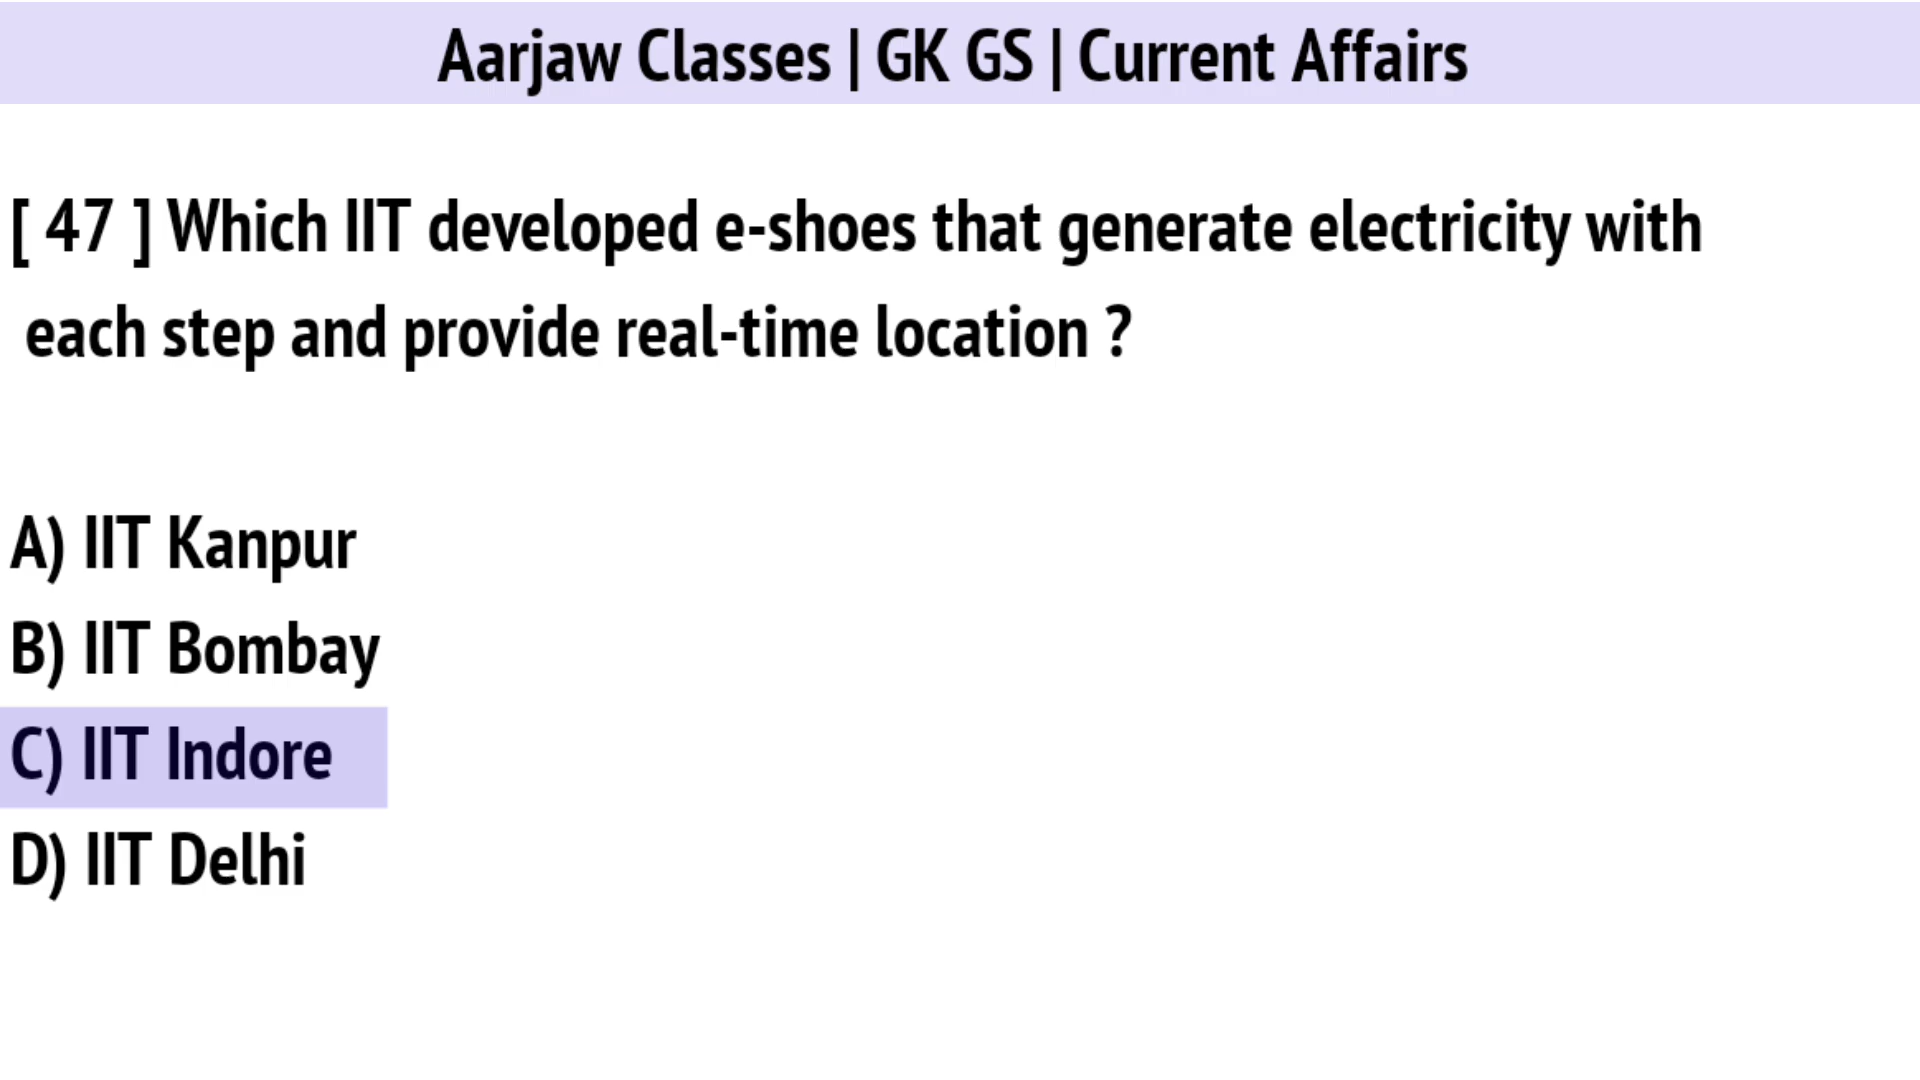 Aarjaw Classes | GK GS | Current Affairs
[ 47 ] Which IIT developed e-shoes that generate electricity with
each step and provide real-time location ?
A) IIT Kanpur
B) IIT Bombay
C) IIT Indore
D) IIT Delhi